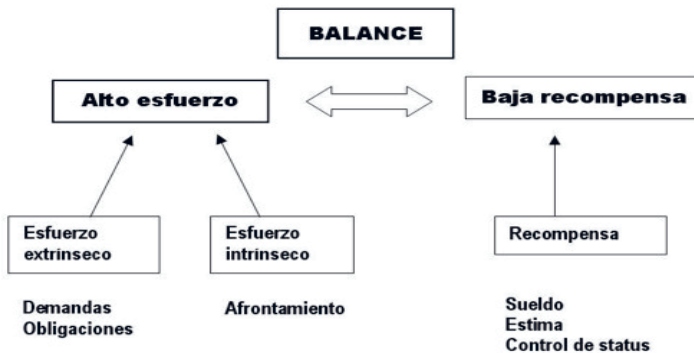 BALANCE
Alto esfuerzo
Baja recompensa
Esfuerzo
extrínseco
Esfuerzo
intrínseco
Recompensa
Demandas
Obligaciones
Afrontamiento
Sueldo
Estima
Control de status